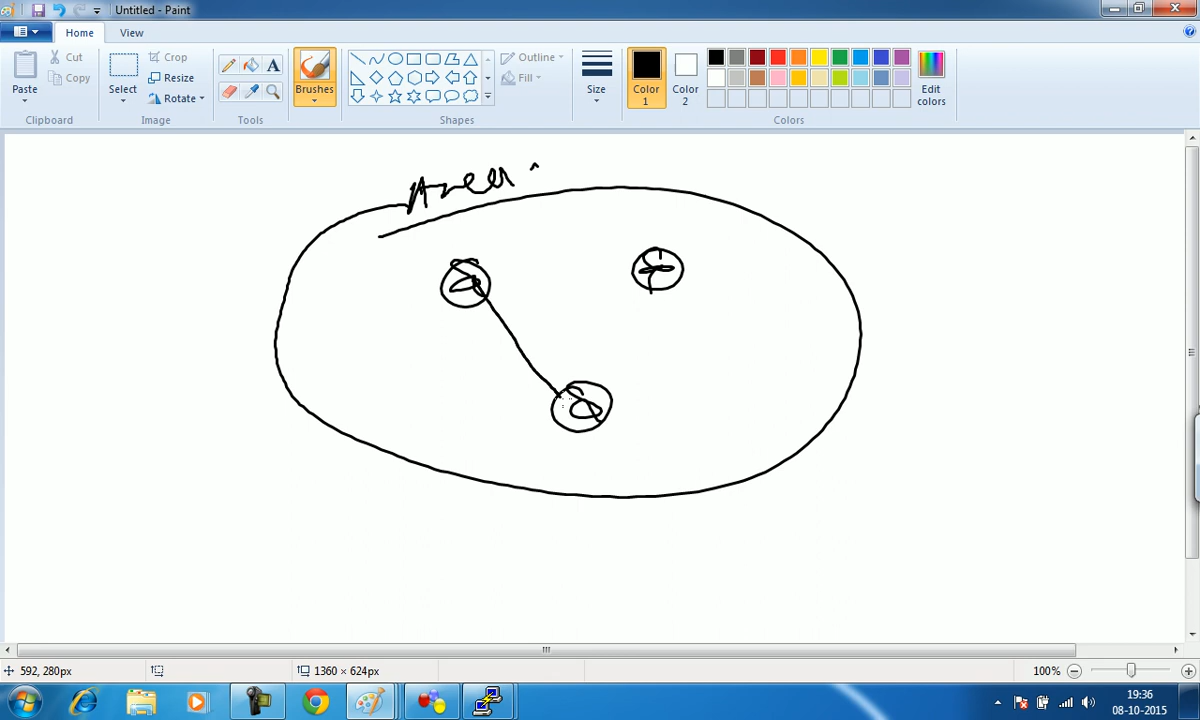 Untitled - Paint
Home View
Paste
Cut
Copy
Clipboard
Select
Crop
Resize
Rotate
Image
A
Tools
Brushes
Outline
Fill
Shapes
Size
Color 1
Color 2
Edit colors
Colors
Area
592, 280px
1360 × 624px
100%
19:36
08-10-2015